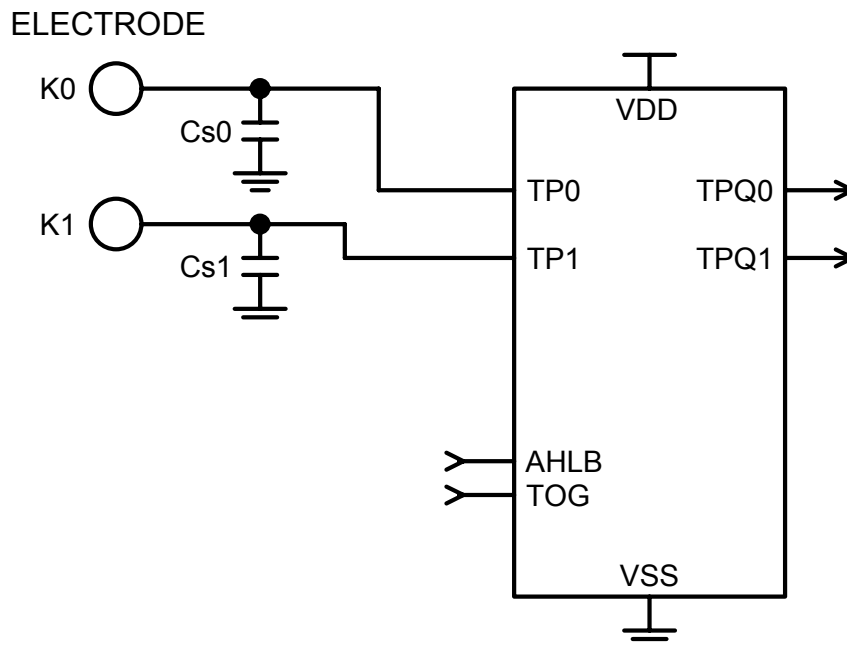 ELECTRODE
K0
Cs0
K1
Cs1
VDD
TP0 TPQ0
TP1 TPQ1
AHLB
TOG
VSS